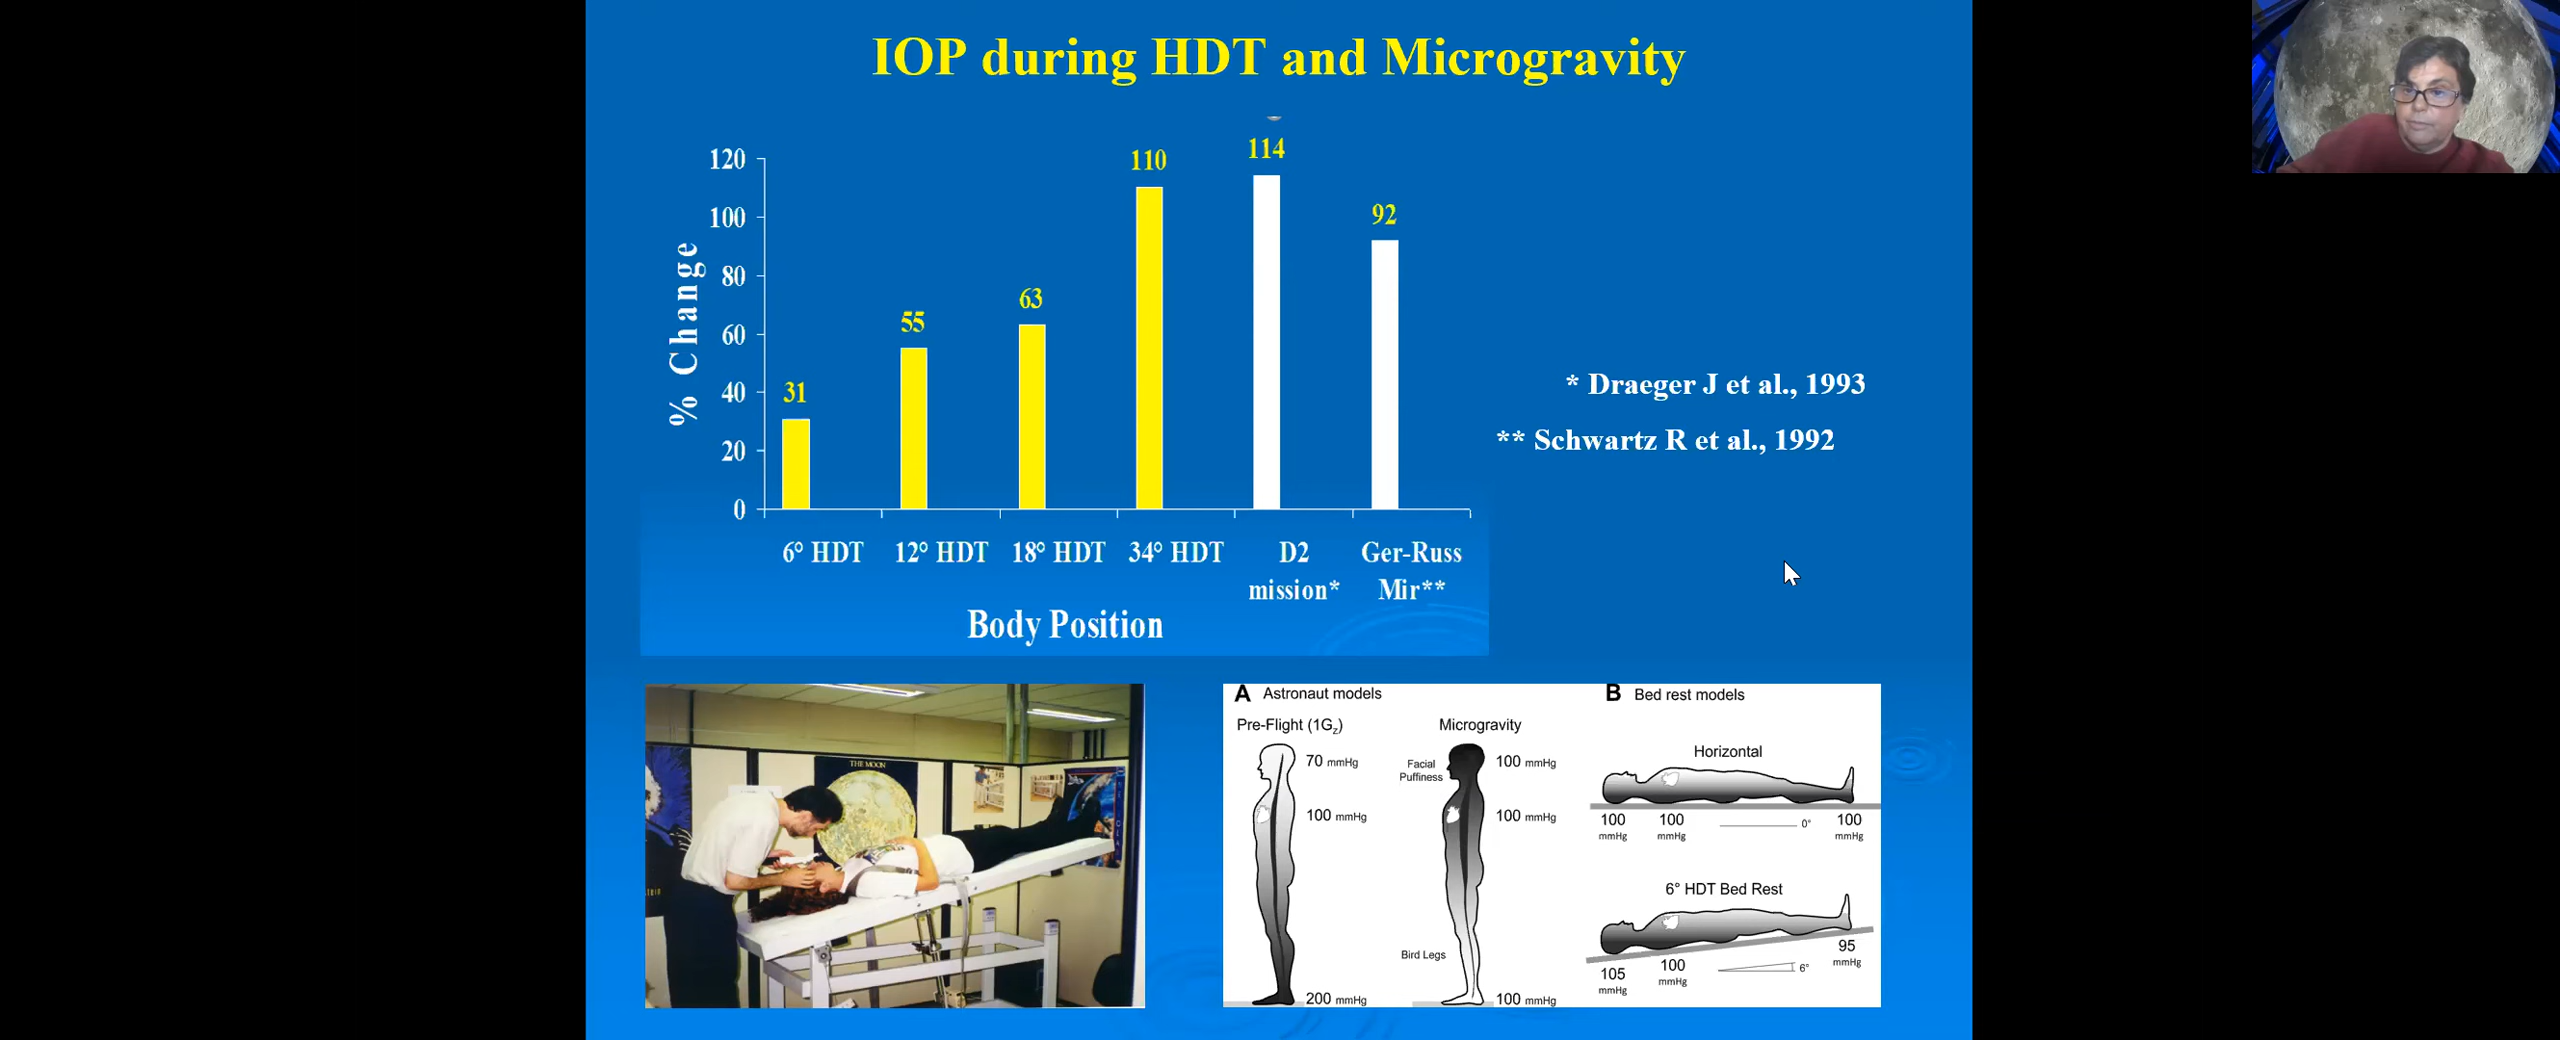 IOP during HDT and Microgravity
% Change
120
100
80
60
40
20
0
31
55
63
110
114
92
6° HDT
12° HDT
18° HDT
34° HDT
D2
mission*
Ger-Russ
Mir**
Body Position
* Draeger J et al., 1993
** Schwartz R et al., 1992
THE MOON
A Astronaut models
Pre-Flight (1Gz)
70 mmHg
100 mmHg
200 mmHg
Microgravity
Facial
Puffiness
100 mmHg
100 mmHg
Bird Legs
100 mmHg
B Bed rest models
Horizontal
100 mmHg
100 mmHg
0°
100 mmHg
6° HDT Bed Rest
105 mmHg
100 mmHg
6°
95 mmHg